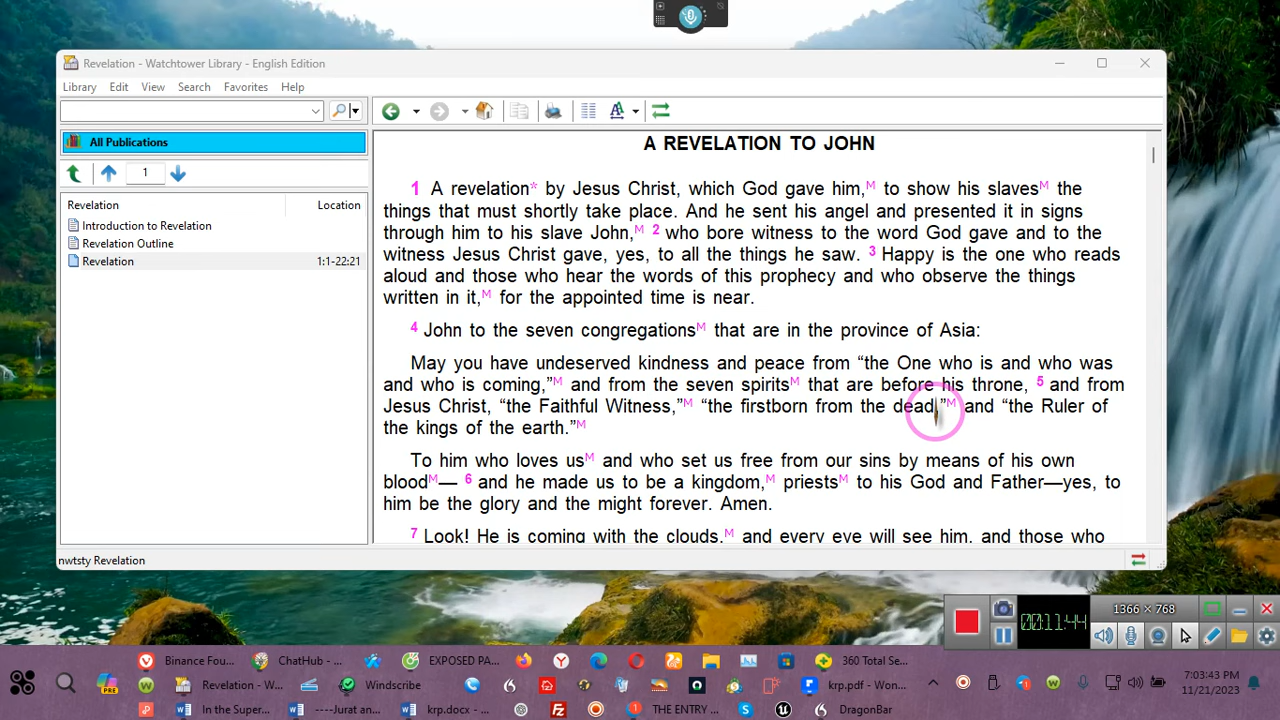 Revelation - Watchtower Library - English Edition
Library Edit View Search Favorites Help
All Publications
1
Revelation Location
Introduction to Revelation
Revelation Outline
Revelation 1:1-22:21
A REVELATION TO JOHN
1 A revelation* by Jesus Christ, which God gave him,M to show his slavesM the
things that must shortly take place. And he sent his angel and presented it in signs
through him to his slave John,M 2 who bore witness to the word God gave and to the
witness Jesus Christ gave, yes, to all the things he saw. 3 Happy is the one who reads
aloud and those who hear the words of this prophecy and who observe the things
written in it,M for the appointed time is near.
4 John to the seven congregationsM that are in the province of Asia:
May you have undeserved kindness and peace from “the One who is and who was
and who is coming,”M and from the seven spiritsM that are before his throne, 5 and from
Jesus Christ, “the Faithful Witness,”M “the firstborn from the dead,”M and “the Ruler of
the kings of the earth.”M
To him who loves usM and who set us free from our sins by means of his own
bloodM— 6 and he made us to be a kingdom,M priestsM to his God and Father—yes, to
him be the glory and the might forever. Amen.
7 Look! He is coming with the clouds,M and every eye will see him, and those who
nwtsty Revelation
1366 × 768
00:11:44
Binance Fou... ChatHub - ... EXPOSED PA... 360 Total Se...
PRE Revelation - W... Windscribe krp.pdf - Won...
In the Super... ----Jurat an... krp.docx - ... THE ENTRY ... DragonBar
7:03:43 PM
11/21/2023